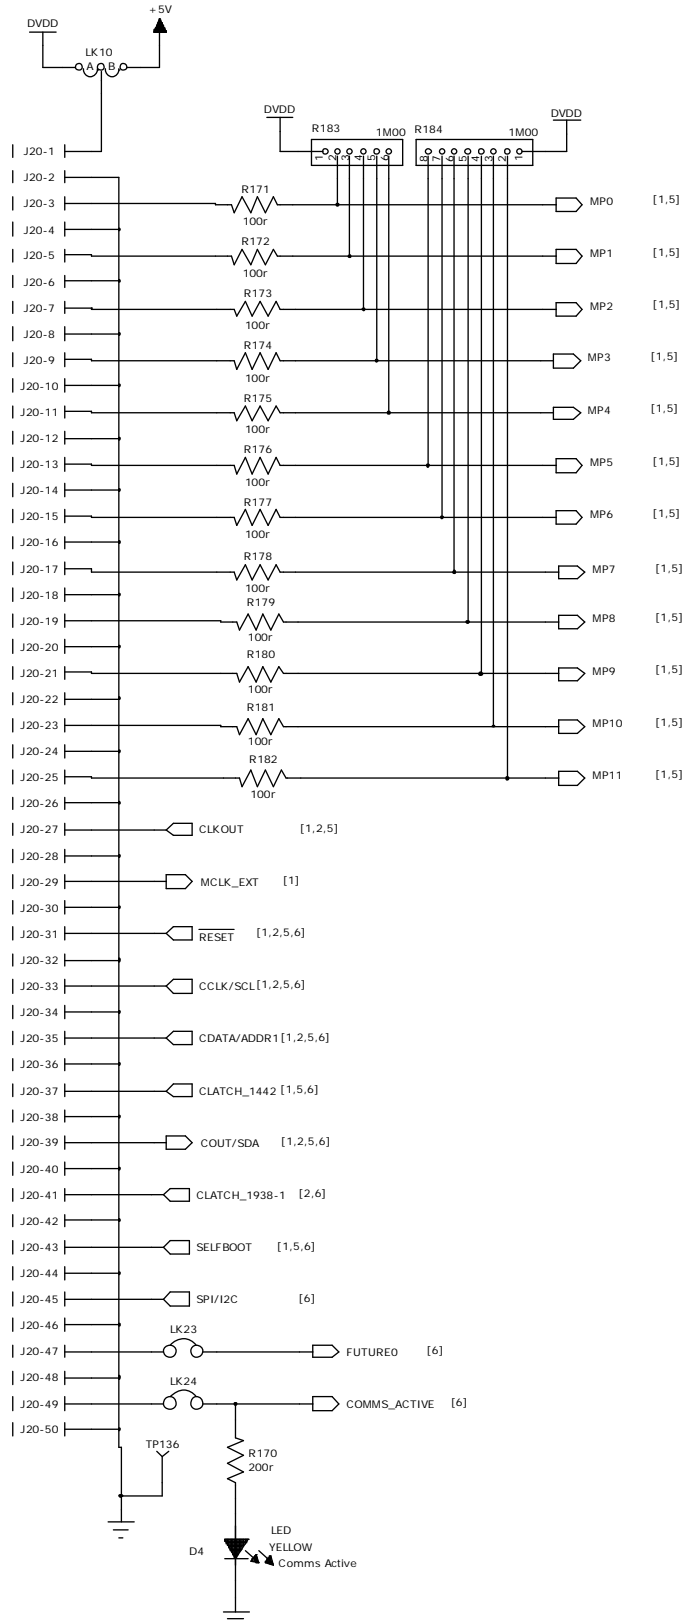 DVDD
+5V
LK10
A B
DVDD
R183
1M00
R184
1M00
DVDD
1 2 3 4 5 6
8 7 6 5 4 3 2 1
J20-1
J20-2
J20-3
R171
100r
MP0 [1,5]
J20-4
J20-5
R172
100r
MP1 [1,5]
J20-6
J20-7
R173
100r
MP2 [1,5]
J20-8
J20-9
R174
100r
MP3 [1,5]
J20-10
J20-11
R175
100r
MP4 [1,5]
J20-12
J20-13
R176
100r
MP5 [1,5]
J20-14
J20-15
R177
100r
MP6 [1,5]
J20-16
J20-17
R178
100r
MP7 [1,5]
J20-18
J20-19
R179
100r
MP8 [1,5]
J20-20
J20-21
R180
100r
MP9 [1,5]
J20-22
J20-23
R181
100r
MP10 [1,5]
J20-24
J20-25
R182
100r
MP11 [1,5]
J20-26
J20-27
CLKOUT [1,2,5]
J20-28
J20-29
MCLK_EXT [1]
J20-30
J20-31
RESET [1,2,5,6]
J20-32
J20-33
CCLK/SCL [1,2,5,6]
J20-34
J20-35
CDATA/ADDR1 [1,2,5,6]
J20-36
J20-37
CLATCH_1442 [1,5,6]
J20-38
J20-39
COUT/SDA [1,2,5,6]
J20-40
J20-41
CLATCH_1938-1 [2,6]
J20-42
J20-43
SELFBOOT [1,5,6]
J20-44
J20-45
SPI/I2C [6]
J20-46
LK23
J20-47
FUTURE0 [6]
J20-48
LK24
J20-49
COMMS_ACTIVE [6]
J20-50
TP136
R170
200r
D4
LED
YELLOW
Comms Active